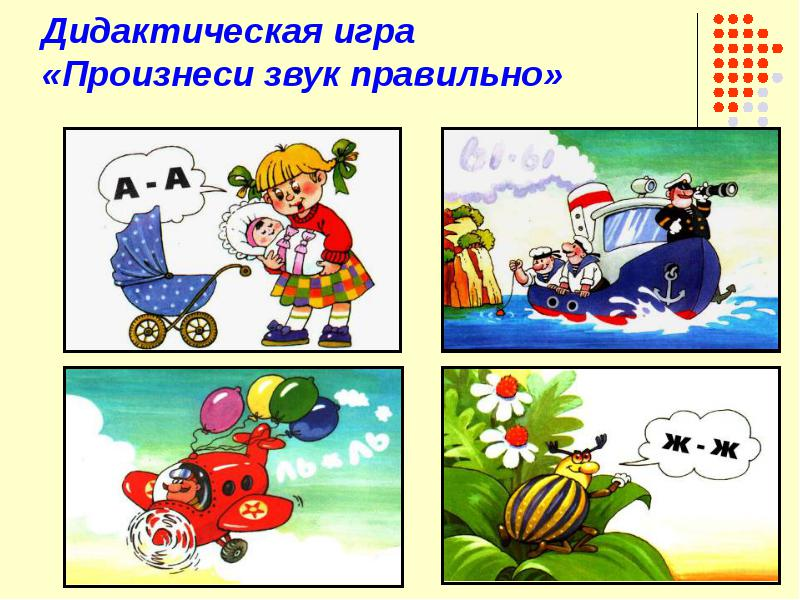 Дидактическая игра
«Произнеси звук правильно»
А - А
ы - ы
ль - ль
ж - ж